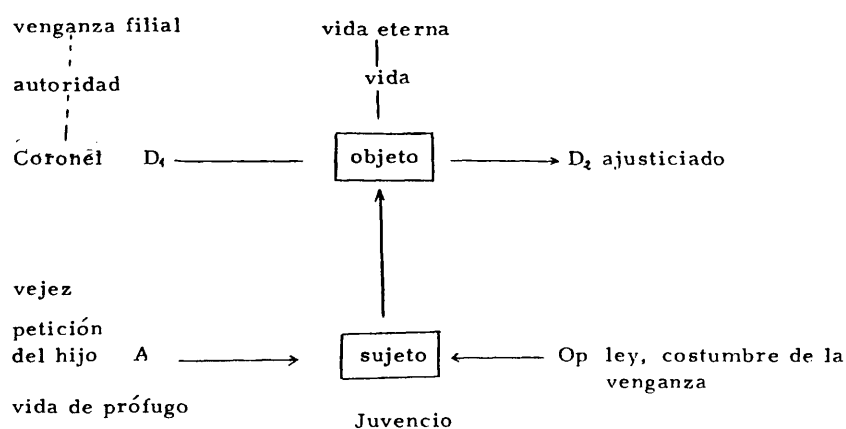 venganza filial
vida eterna
autoridad
vida
Coronel D₁
objeto
D₂ ajusticiado
vejez
petición
del hijo A
sujeto
Op ley, costumbre de la
venganza
vida de prófugo
Juvencio